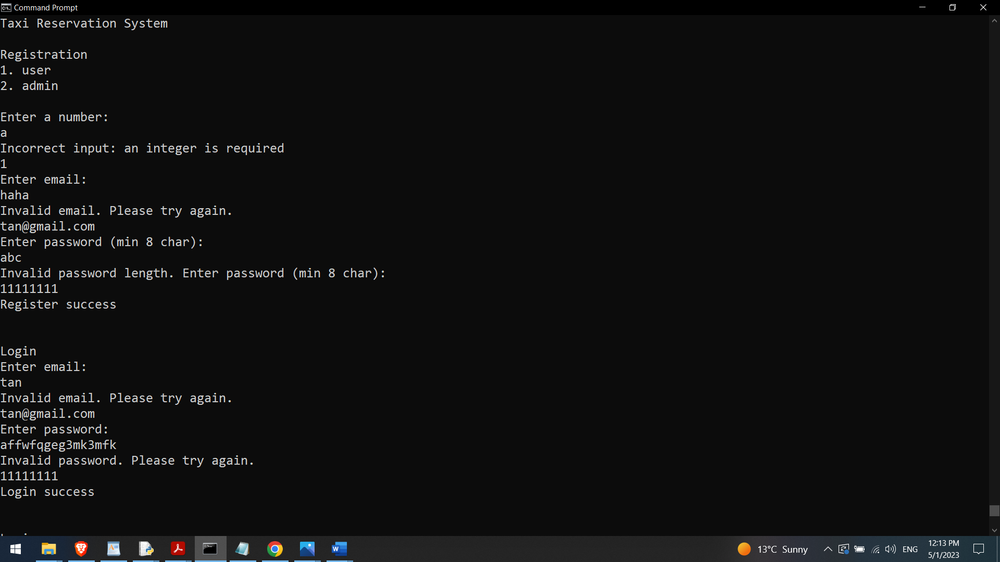 Command Prompt
Taxi Reservation System
Registration
1. user
2. admin
Enter a number:
a
Incorrect input: an integer is required
1
Enter email:
haha
Invalid email. Please try again.
tan@gmail.com
Enter password (min 8 char):
abc
Invalid password length. Enter password (min 8 char):
11111111
Register success
Login
Enter email:
tan
Invalid email. Please try again.
tan@gmail.com
Enter password:
affwfqgeg3mk3mfk
Invalid password. Please try again.
11111111
Login success
13°C Sunny
ENG
12:13 PM
5/1/2023